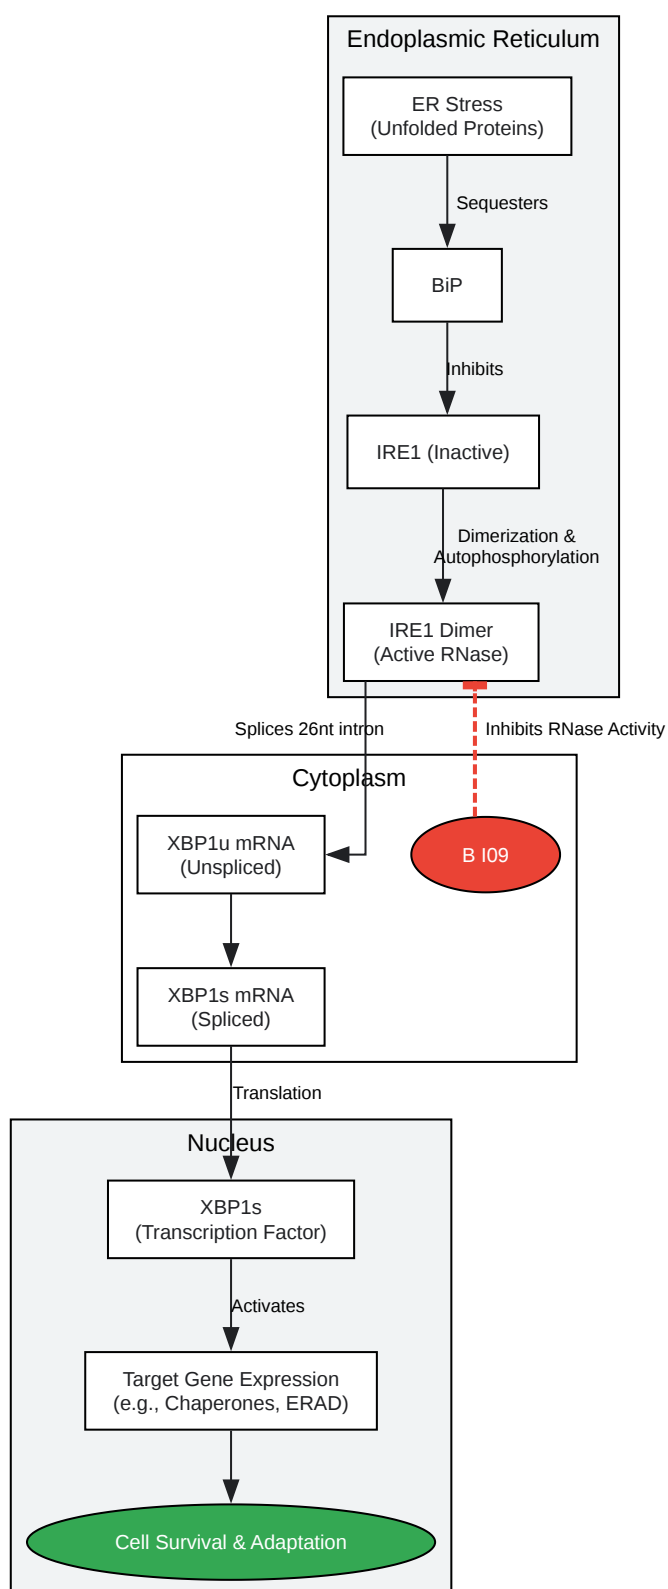 Endoplasmic Reticulum
ER Stress
(Unfolded Proteins)
Sequesters
BiP
Inhibits
IRE1 (Inactive)
Dimerization &
Autophosphorylation
IRE1 Dimer
(Active RNase)
Splices 26nt intron
Inhibits RNase Activity
Cytoplasm
XBP1u mRNA
(Unspliced)
B I09
XBP1s mRNA
(Spliced)
Translation
Nucleus
XBP1s
(Transcription Factor)
Activates
Target Gene Expression
(e.g., Chaperones, ERAD)
Cell Survival & Adaptation